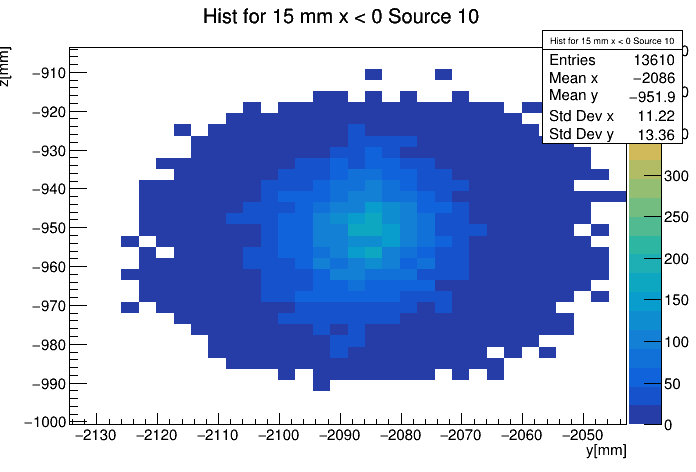 Hist for 15 mm x < 0 Source 10
z[mm]
Hist for 15 mm x < 0 Source 10
Entries 13610
Mean x −2086
Mean y −951.9
Std Dev x 11.22
Std Dev y 13.36
−910
−920
−930
−940
−950
−960
−970
−980
−990
−1000
−2130 −2120 −2110 −2100 −2090 −2080 −2070 −2060 −2050
y[mm]
300
250
200
150
100
50
0